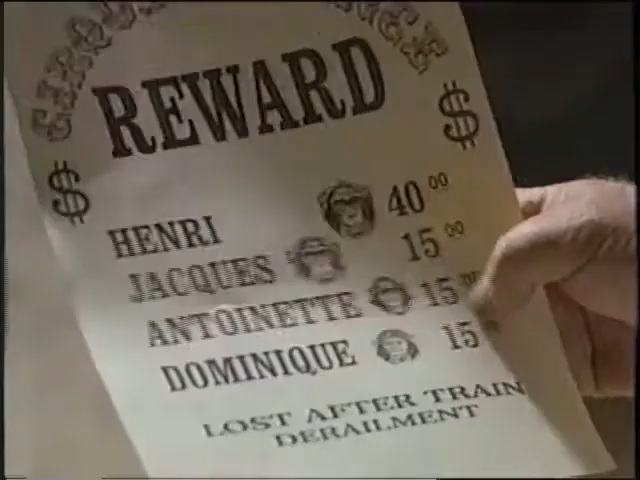 REWARD
$ $
HENRI 40 00
JACQUES 15 00
ANTOINETTE 15
DOMINIQUE 15
LOST AFTER TRAIN
DERAILMENT